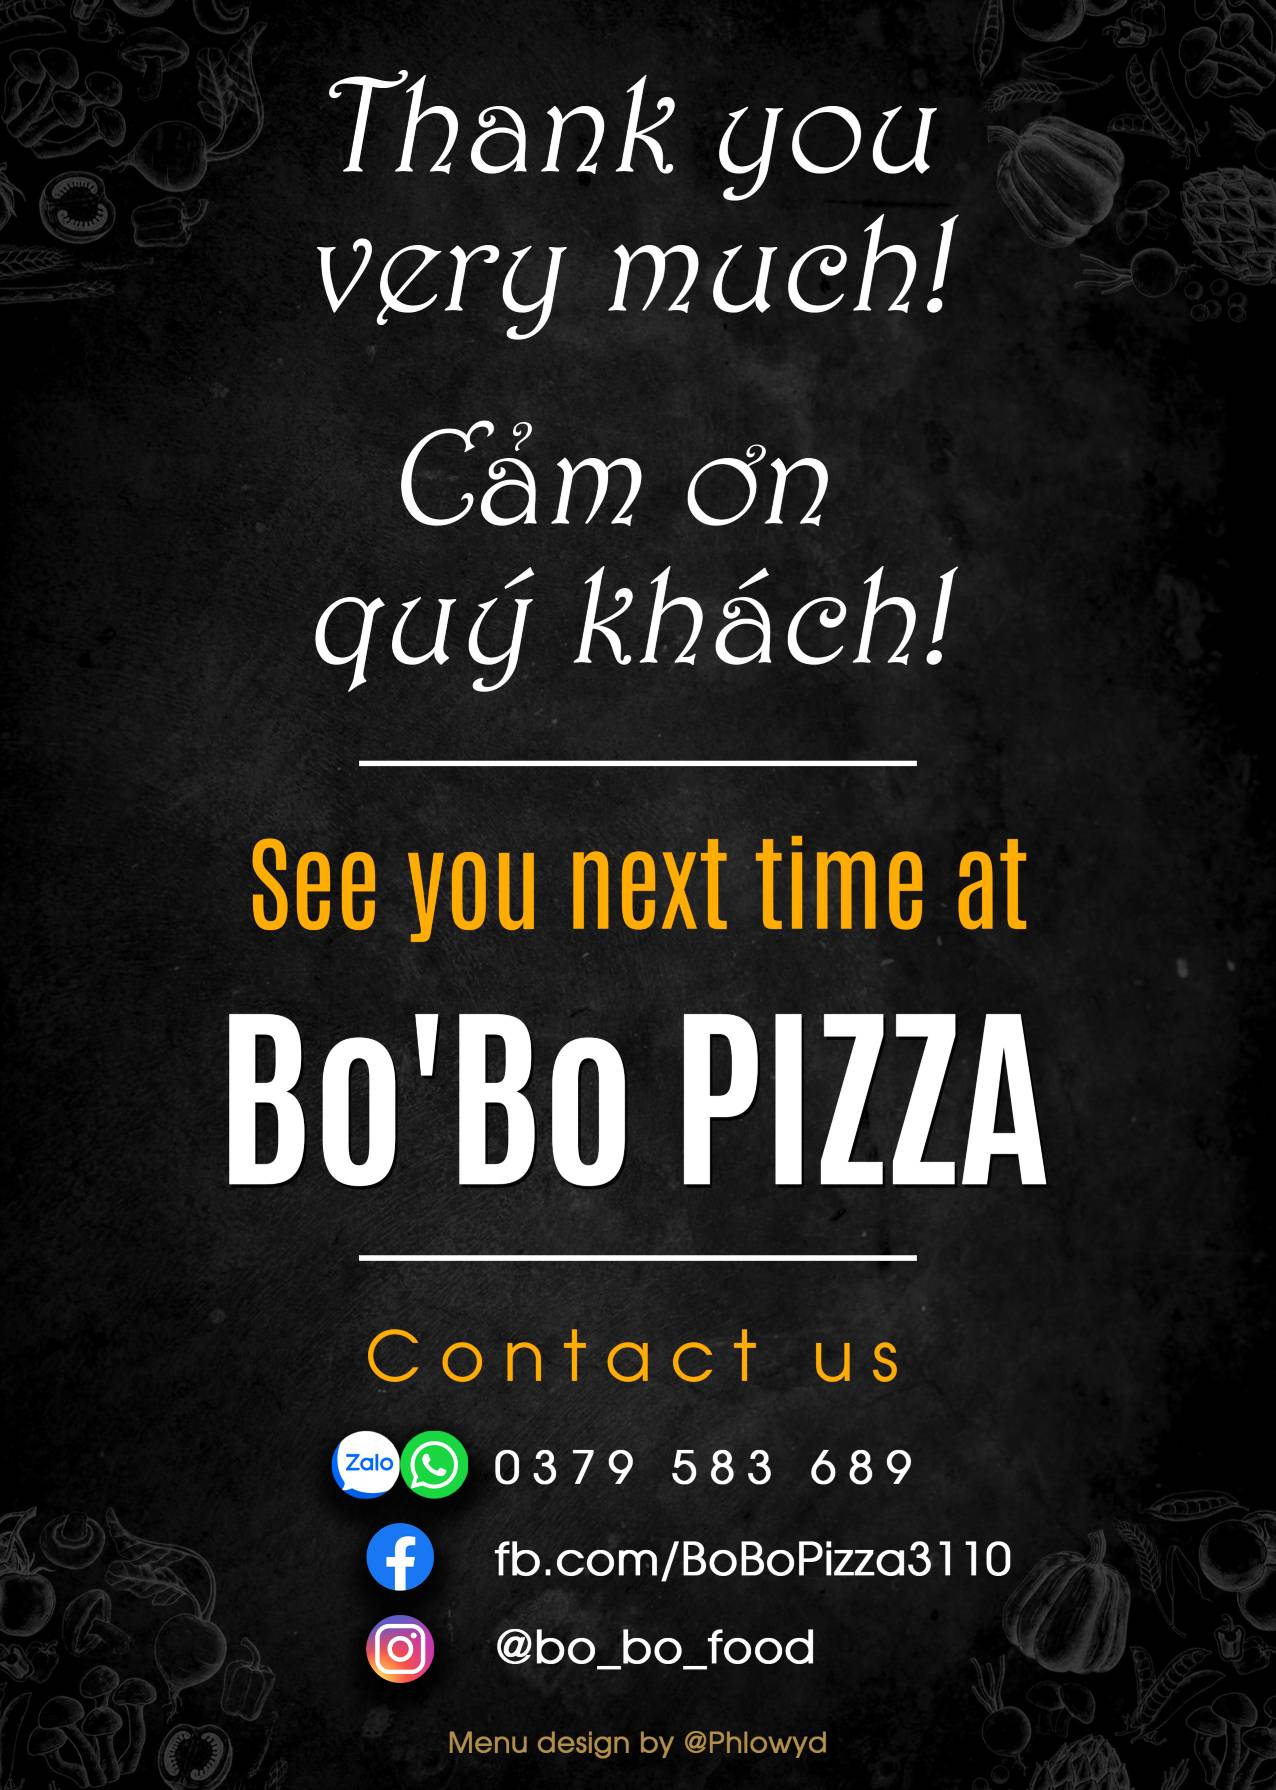 Thank you
very much!
Cảm ơn
quý khách!
See you next time at
Bo'Bo PIZZA
Contact us
Zalo 0379 583 689
fb.com/BoBoPizza3110
@bo_bo_food
Menu design by @Phlowyd